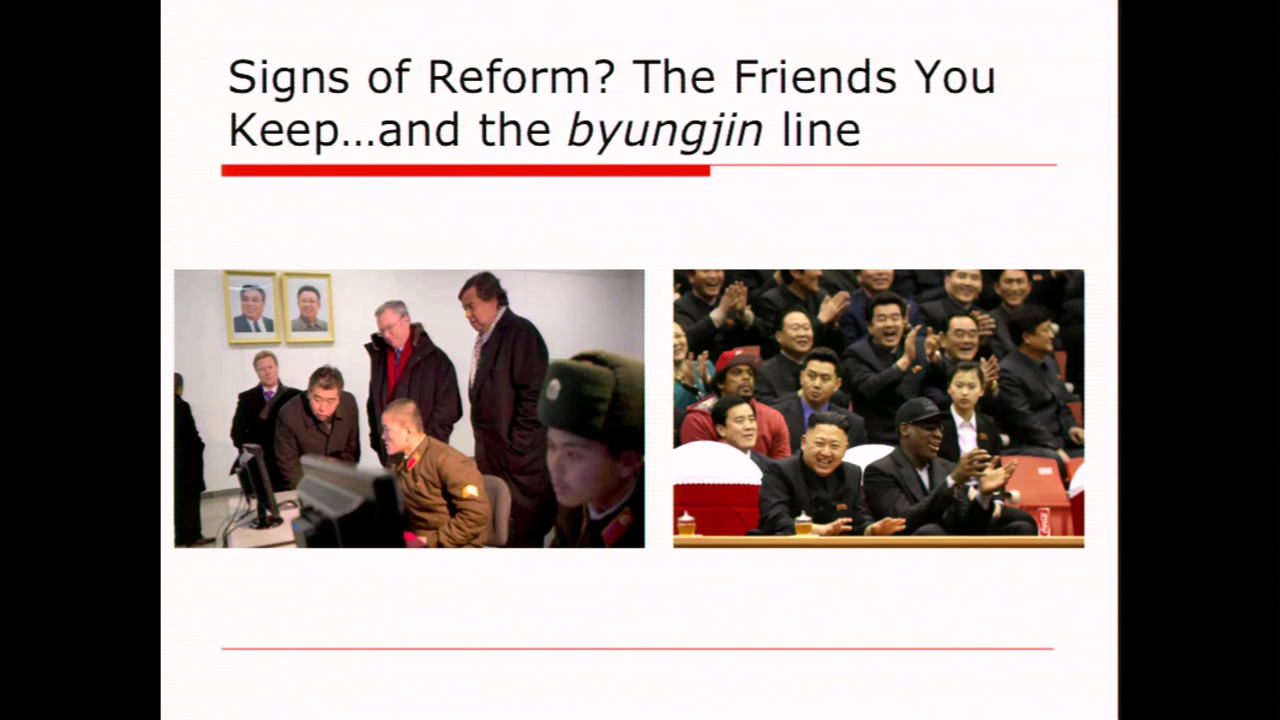 Signs of Reform? The Friends You
Keep…and the byungjin line